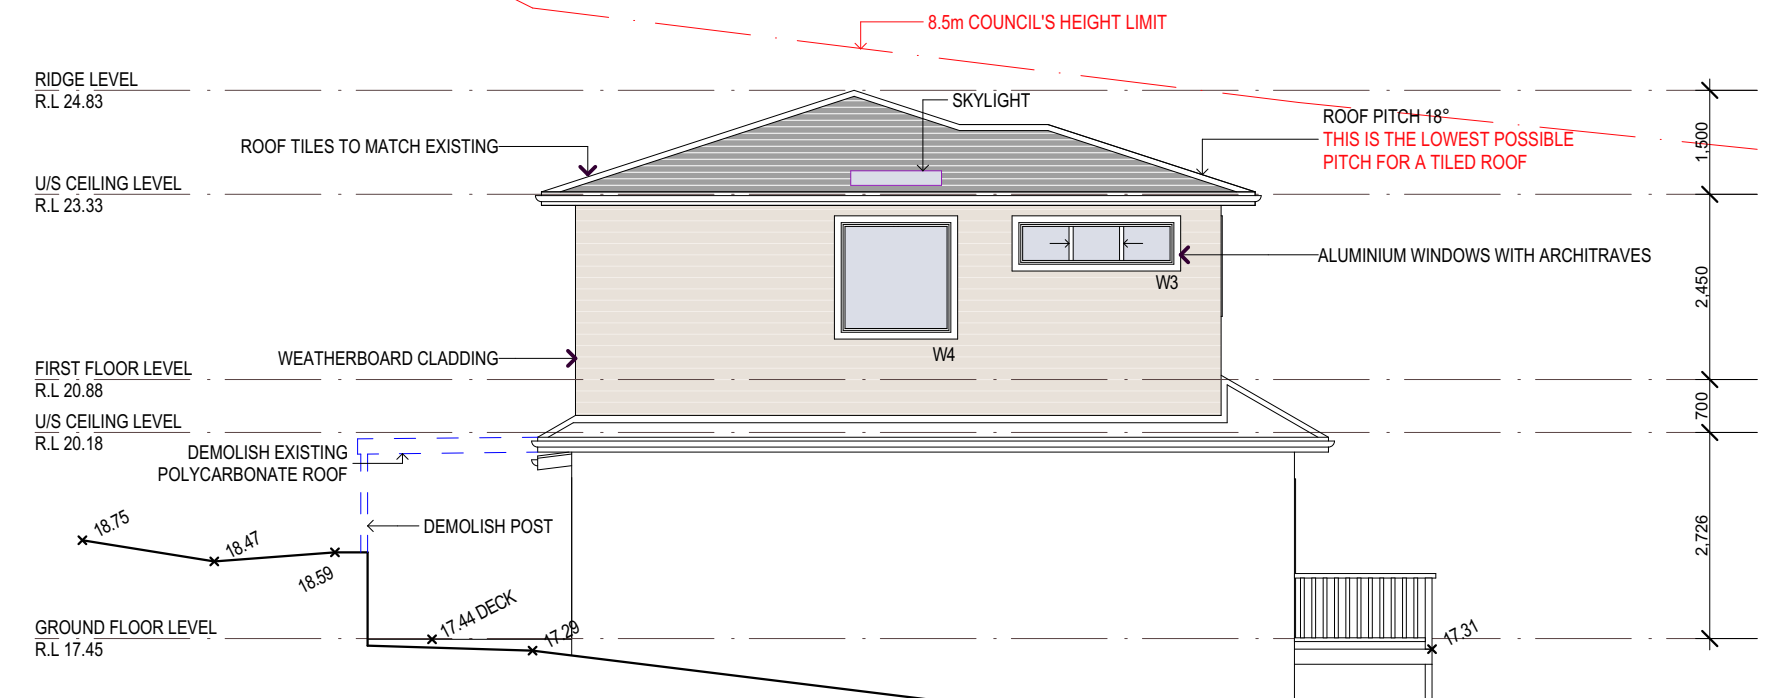 8.5m COUNCIL'S HEIGHT LIMIT
RIDGE LEVEL
R.L 24.83
SKYLIGHT
ROOF PITCH 18°
THIS IS THE LOWEST POSSIBLE
PITCH FOR A TILED ROOF
1,500
ROOF TILES TO MATCH EXISTING
U/S CEILING LEVEL
R.L 23.33
ALUMINIUM WINDOWS WITH ARCHITRAVES
W3
2,450
W4
WEATHERBOARD CLADDING
FIRST FLOOR LEVEL
R.L 20.88
700
U/S CEILING LEVEL
R.L 20.18
DEMOLISH EXISTING
POLYCARBONATE ROOF
DEMOLISH POST
2,726
18.75
18.47
18.59
17.44 DECK
17.29
17.31
GROUND FLOOR LEVEL
R.L 17.45